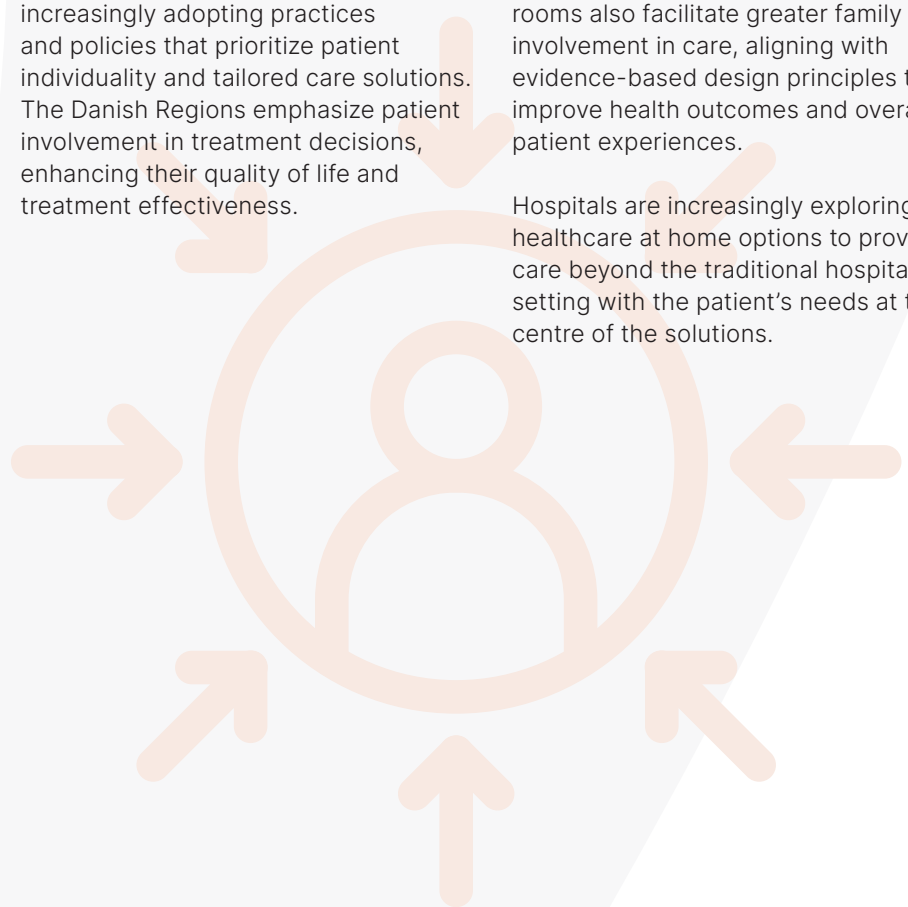 increasingly adopting practices
and policies that prioritize patient
individuality and tailored care solutions.
The Danish Regions emphasize patient
involvement in treatment decisions,
enhancing their quality of life and
treatment effectiveness.
rooms also facilitate greater family
involvement in care, aligning with
evidence-based design principles
improve health outcomes and
patient experiences.
Hospitals are increasingly exploring
healthcare at home options to
care beyond the traditional
setting with the patient's needs at
centre of the solutions.